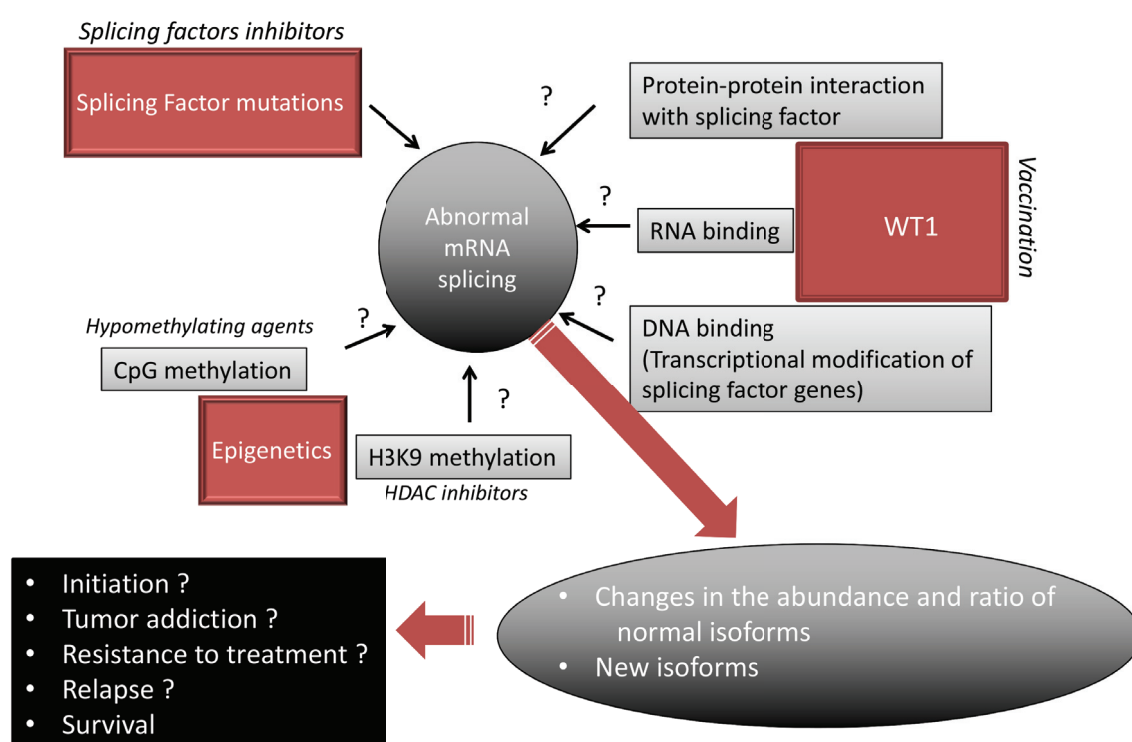 Splicing factors inhibitors
Splicing Factor mutations
?
Protein-protein interaction
with splicing factor
Abnormal
mRNA
splicing
?
RNA binding
WT1
Vaccination
?
DNA binding
(Transcriptional modification of
splicing factor genes)
Hypomethylating agents
?
CpG methylation
Epigenetics
?
H3K9 methylation
HDAC inhibitors
• Changes in the abundance and ratio of
normal isoforms
• New isoforms
• Initiation ?
• Tumor addiction ?
• Resistance to treatment ?
• Relapse ?
• Survival